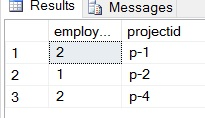 Results Messages
employ... projectid
1 2 p-1
2 1 p-2
3 2 p-4